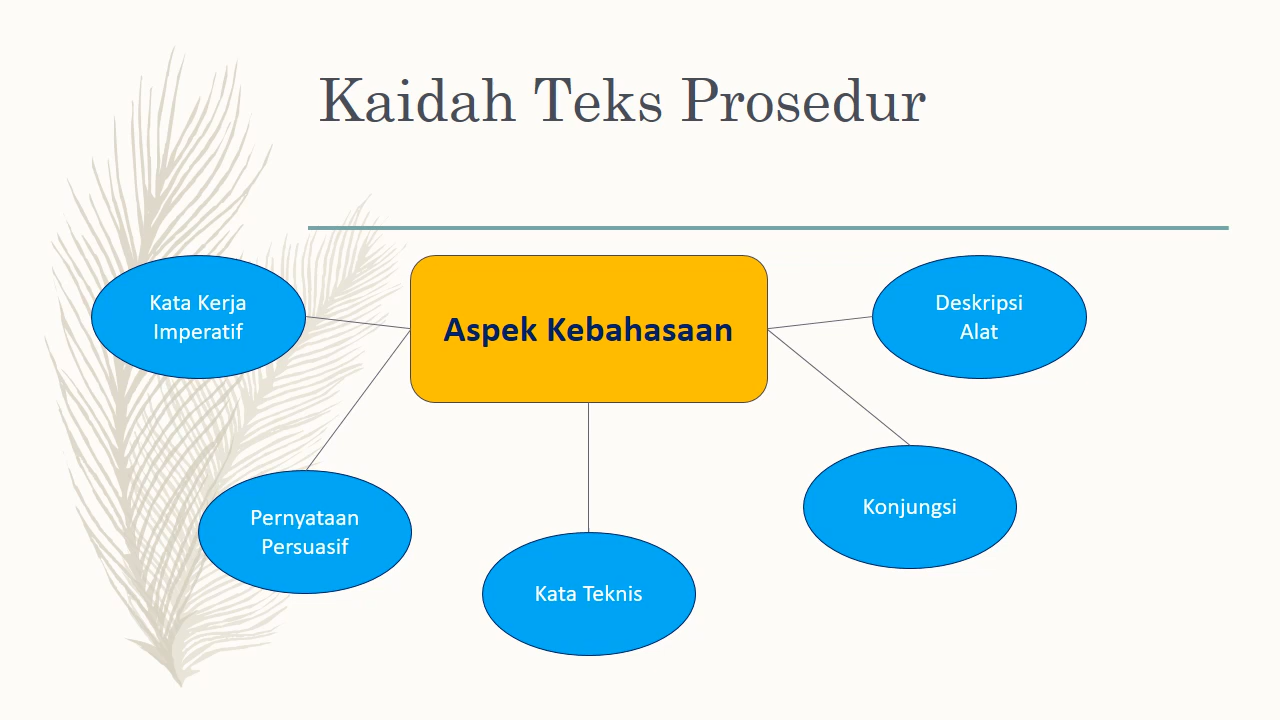 Kaidah Teks Prosedur
Kata Kerja
Imperatif
Aspek Kebahasaan
Deskripsi
Alat
Pernyataan
Persuasif
Kata Teknis
Konjungsi